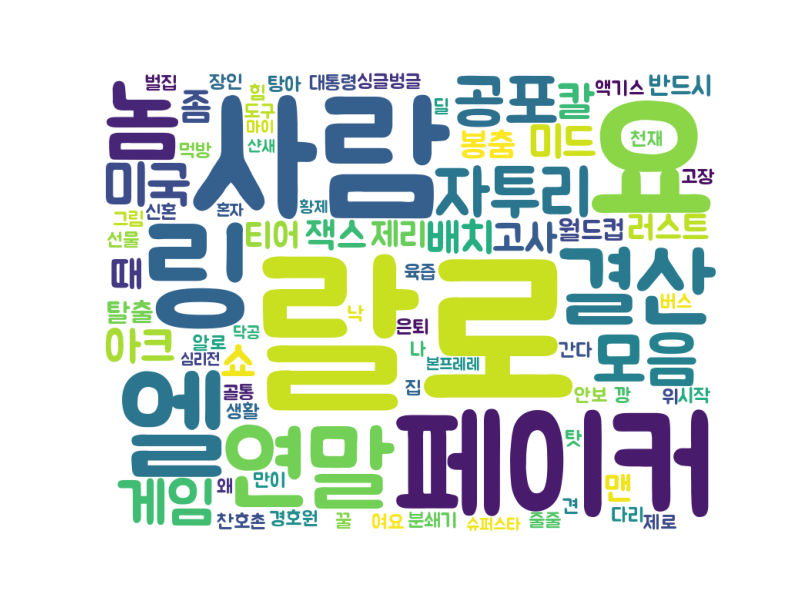 벌집 장인 힘 탕아 대통령 싱글벙글 딜 공포 칼 액기스 반드시
놈 좀 도구 마이 사람 봉춤 미드 요 천재
먹방 샨새
미국 자투리 고장
신혼 혼자 황제
그림 선물 티어 잭스 제리 배치 고사 월드컵 러스트
때 링 랄로 육즙 결산 버스
탈출 낙 은퇴
아크 알로 닥공 쇼 나 본프레레 간다 모음
심리전 골통 집
엘 생활 안보 깡 위 시작
연말 페이커 탓
게임 왜 만이 견 맨
찬호촌 경호원 꿀 여요 분쇄기 슈퍼스타 줄줄 다리 제로